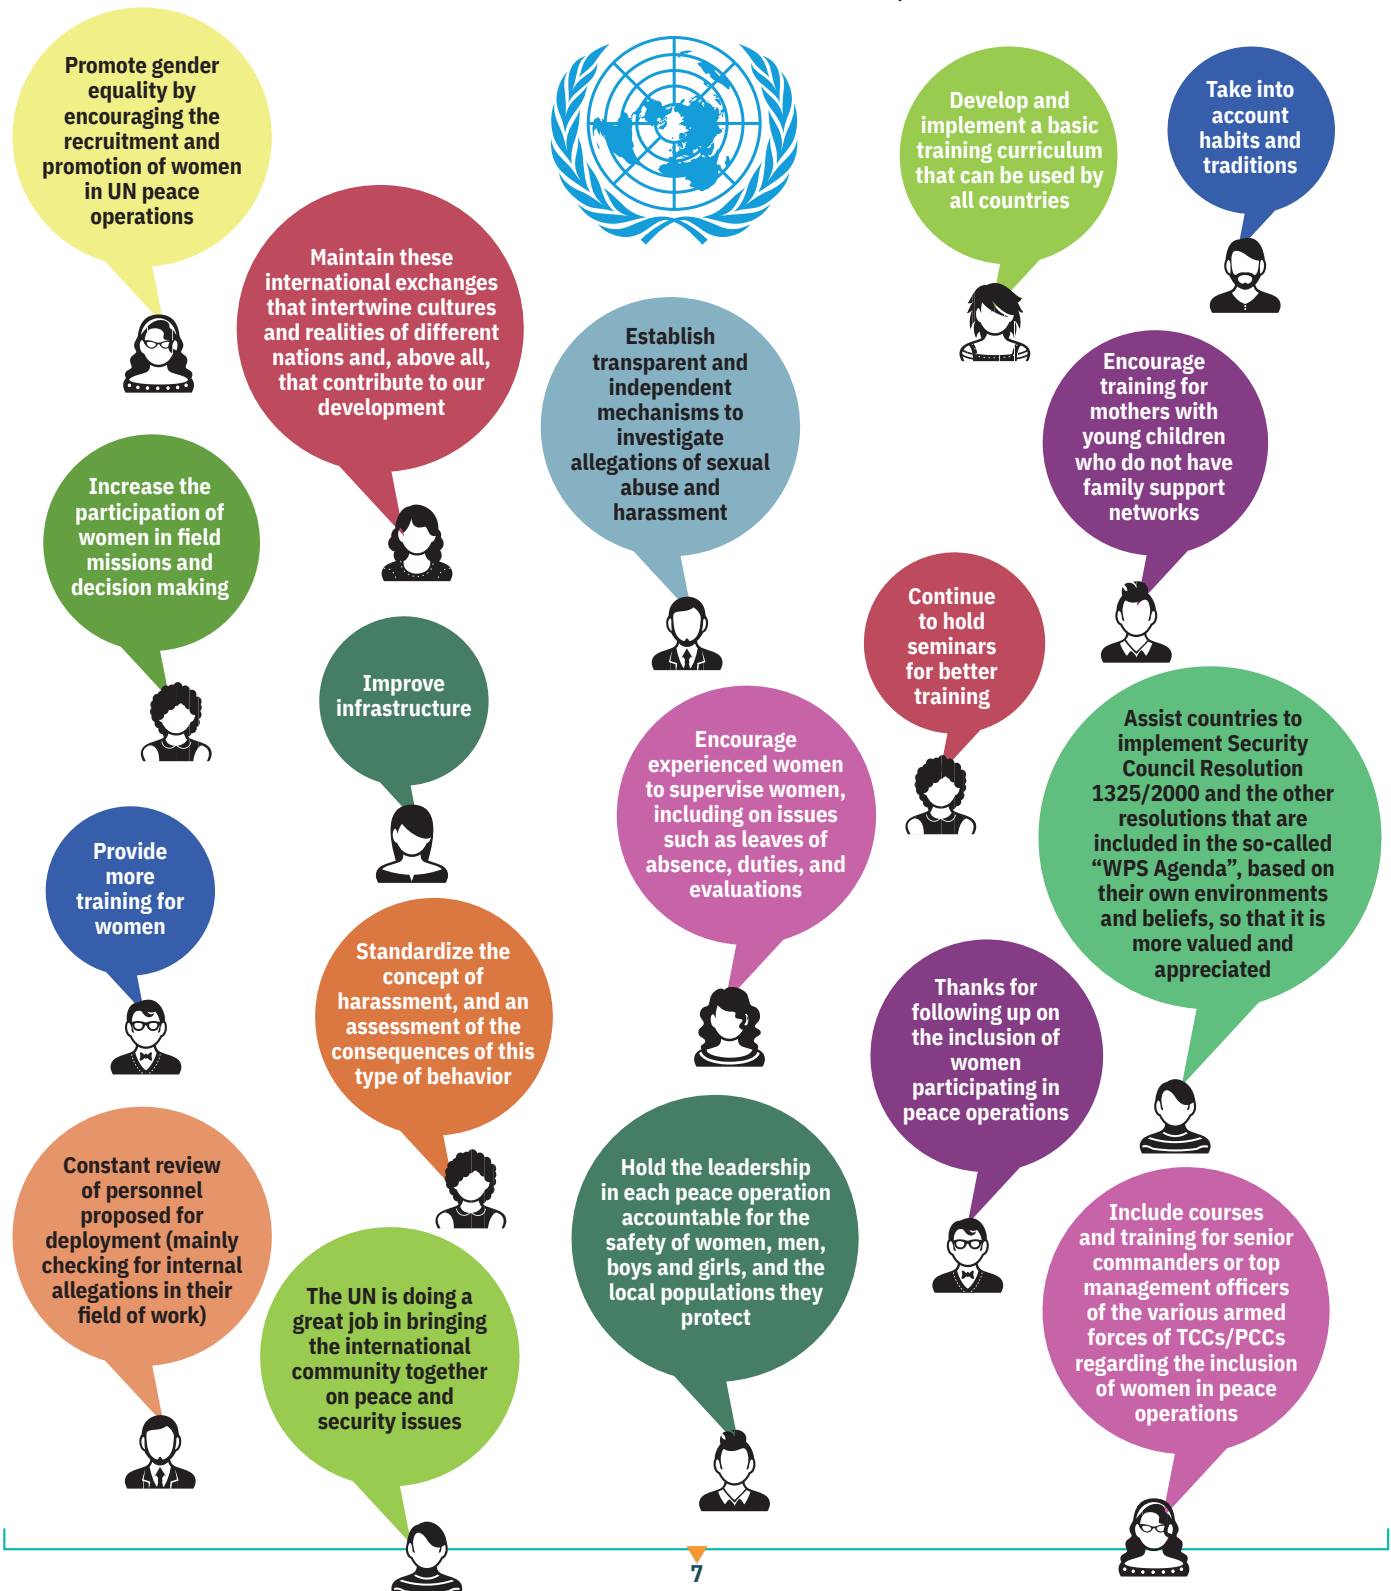 Promote gender
equality by
encouraging the
recruitment and
promotion of women
in UN peace
operations
Maintain these
international exchanges
that intertwine cultures
and realities of different
nations and, above all,
that contribute to our
development
Establish
transparent and
independent
mechanisms to
investigate
allegations of sexual
abuse and
harassment
Develop and
implement a basic
training curriculum
that can be used by
all countries
Take into
account
habits and
traditions
Encourage
training for
mothers with
young children
who do not have
family support
networks
Increase the
participation of
women in field
missions and
decision making
Improve
infrastructure
Continue
to hold
seminars
for better
training
Encourage
experienced women
to supervise women,
including on issues
such as leaves of
absence, duties, and
evaluations
Assist countries to
implement Security
Council Resolution
1325/2000 and the other
resolutions that are
included in the so-called
“WPS Agenda”, based on
their own environments
and beliefs, so that it is
more valued and
appreciated
Provide
more
training for
women
Standardize the
concept of
harassment, and an
assessment of the
consequences of this
type of behavior
Thanks for
following up on
the inclusion of
women
participating in
peace operations
Constant review
of personnel
proposed for
deployment (mainly
checking for internal
allegations in their
field of work)
The UN is doing a
great job in bringing
the international
community together
on peace and
security issues
Hold the leadership
in each peace operation
accountable for the
safety of women, men,
boys and girls, and the
local populations they
protect
Include courses
and training for senior
commanders or top
management officers
of the various armed
forces of TCCs/PCCs
regarding the inclusion
of women in peace
operations
7